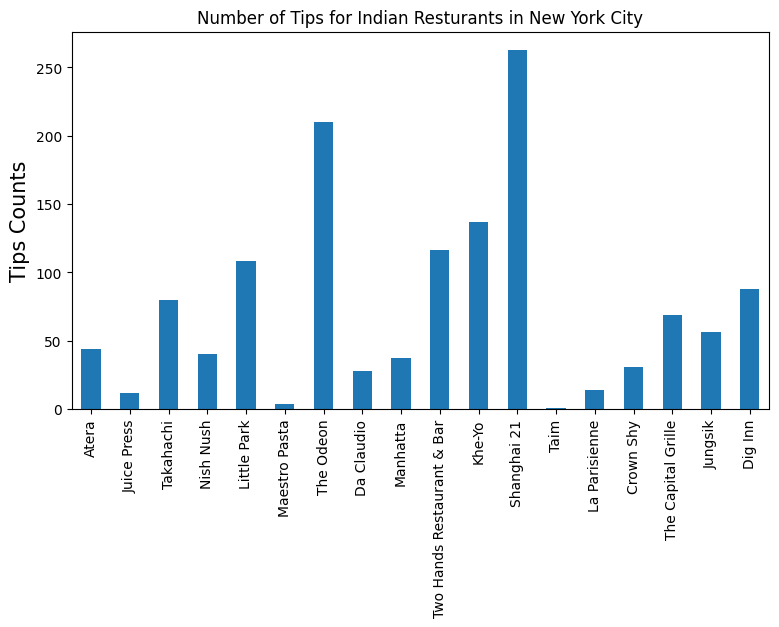 Number of Tips for Indian Resturants in New York City
Tips Counts
250
200
150
100
50
0
Atera
Juice Press
Takahachi
Nish Nush
Little Park
Maestro Pasta
The Odeon
Da Claudio
Manhatta
Two Hands Restaurant & Bar
Khe-Yo
Shanghai 21
Taim
La Parisienne
Crown Shy
The Capital Grille
Jungsik
Dig Inn